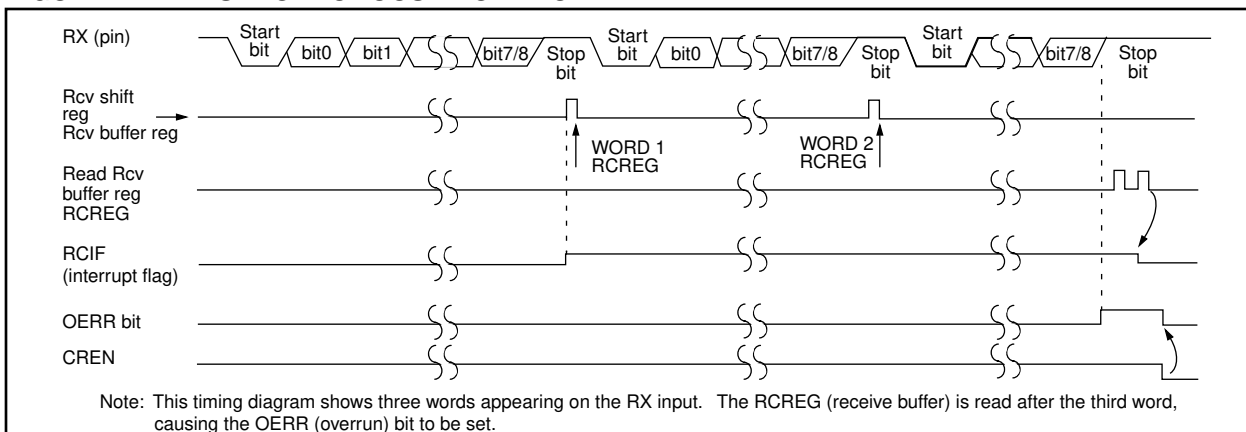 RX (pin)
Start bit
bit0
bit1
bit7/8
Stop bit
Start bit
bit0
bit7/8
Stop bit
Start bit
bit7/8
Stop bit
Rcv shift
reg
Rcv buffer reg
WORD 1
RCREG
WORD 2
RCREG
Read Rcv
buffer reg
RCREG
RCIF
(interrupt flag)
OERR bit
CREN
Note: This timing diagram shows three words appearing on the RX input. The RCREG (receive buffer) is read after the third word,
causing the OERR (overrun) bit to be set.